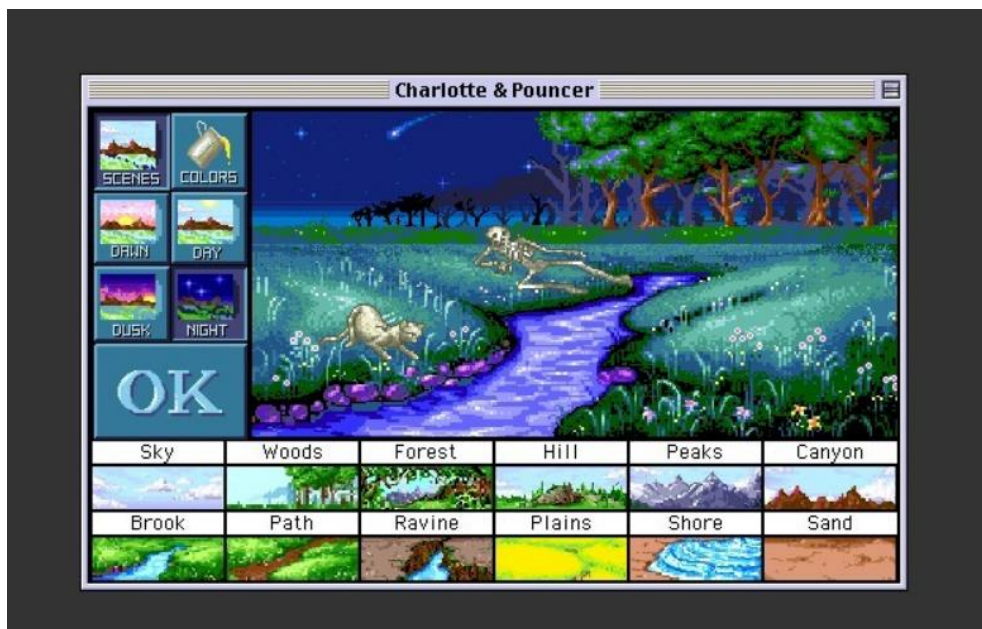 Charlotte & Pouncer
SCENES COLORS
DAWN DAY
DUSK NIGHT
OK
Sky Woods Forest Hill Peaks Canyon
Brook Path Ravine Plains Shore Sand